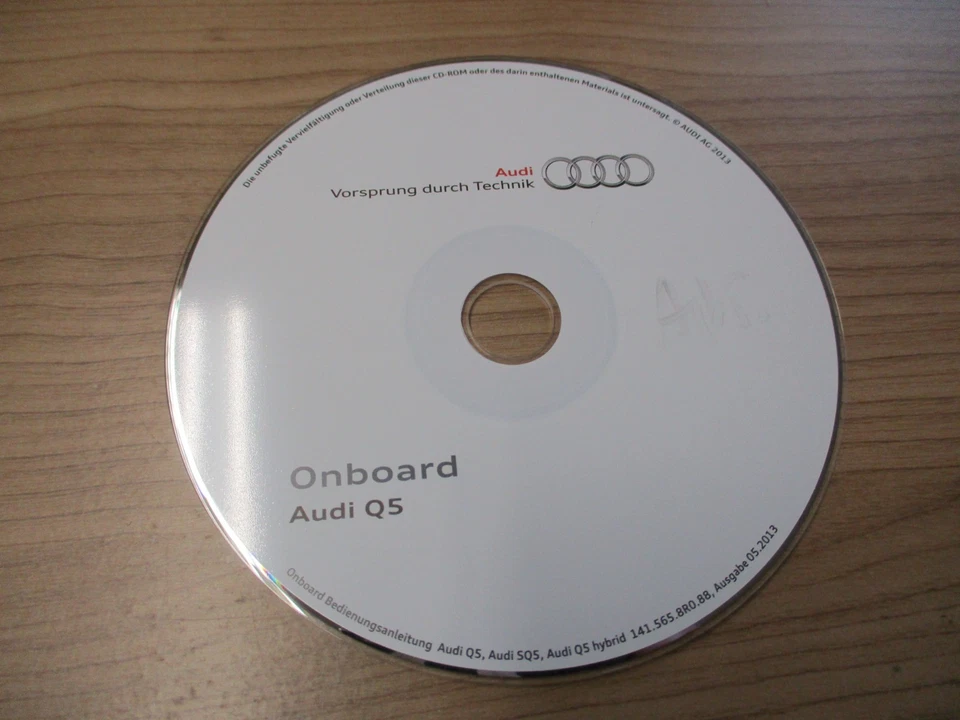 Die unbefugte Vervielfältigung oder Verteilung dieser CD-ROM oder des darin enthaltenen Materials ist untersagt. © AUDI AG 2013
Audi
Vorsprung durch Technik
Onboard
Audi Q5
Onboard Bedienungsanleitung Audi Q5, Audi SQ5, Audi Q5 hybrid 141.565.8R0.88, Ausgabe 05.2013